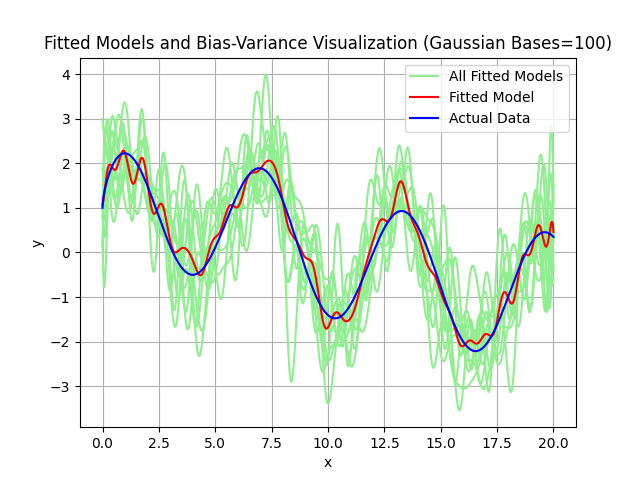 Fitted Models and Bias-Variance Visualization (Gaussian Bases=100)
All Fitted Models
Fitted Model
Actual Data
4
3
2
1
0
−1
−2
−3
y
0.0 2.5 5.0 7.5 10.0 12.5 15.0 17.5 20.0
x